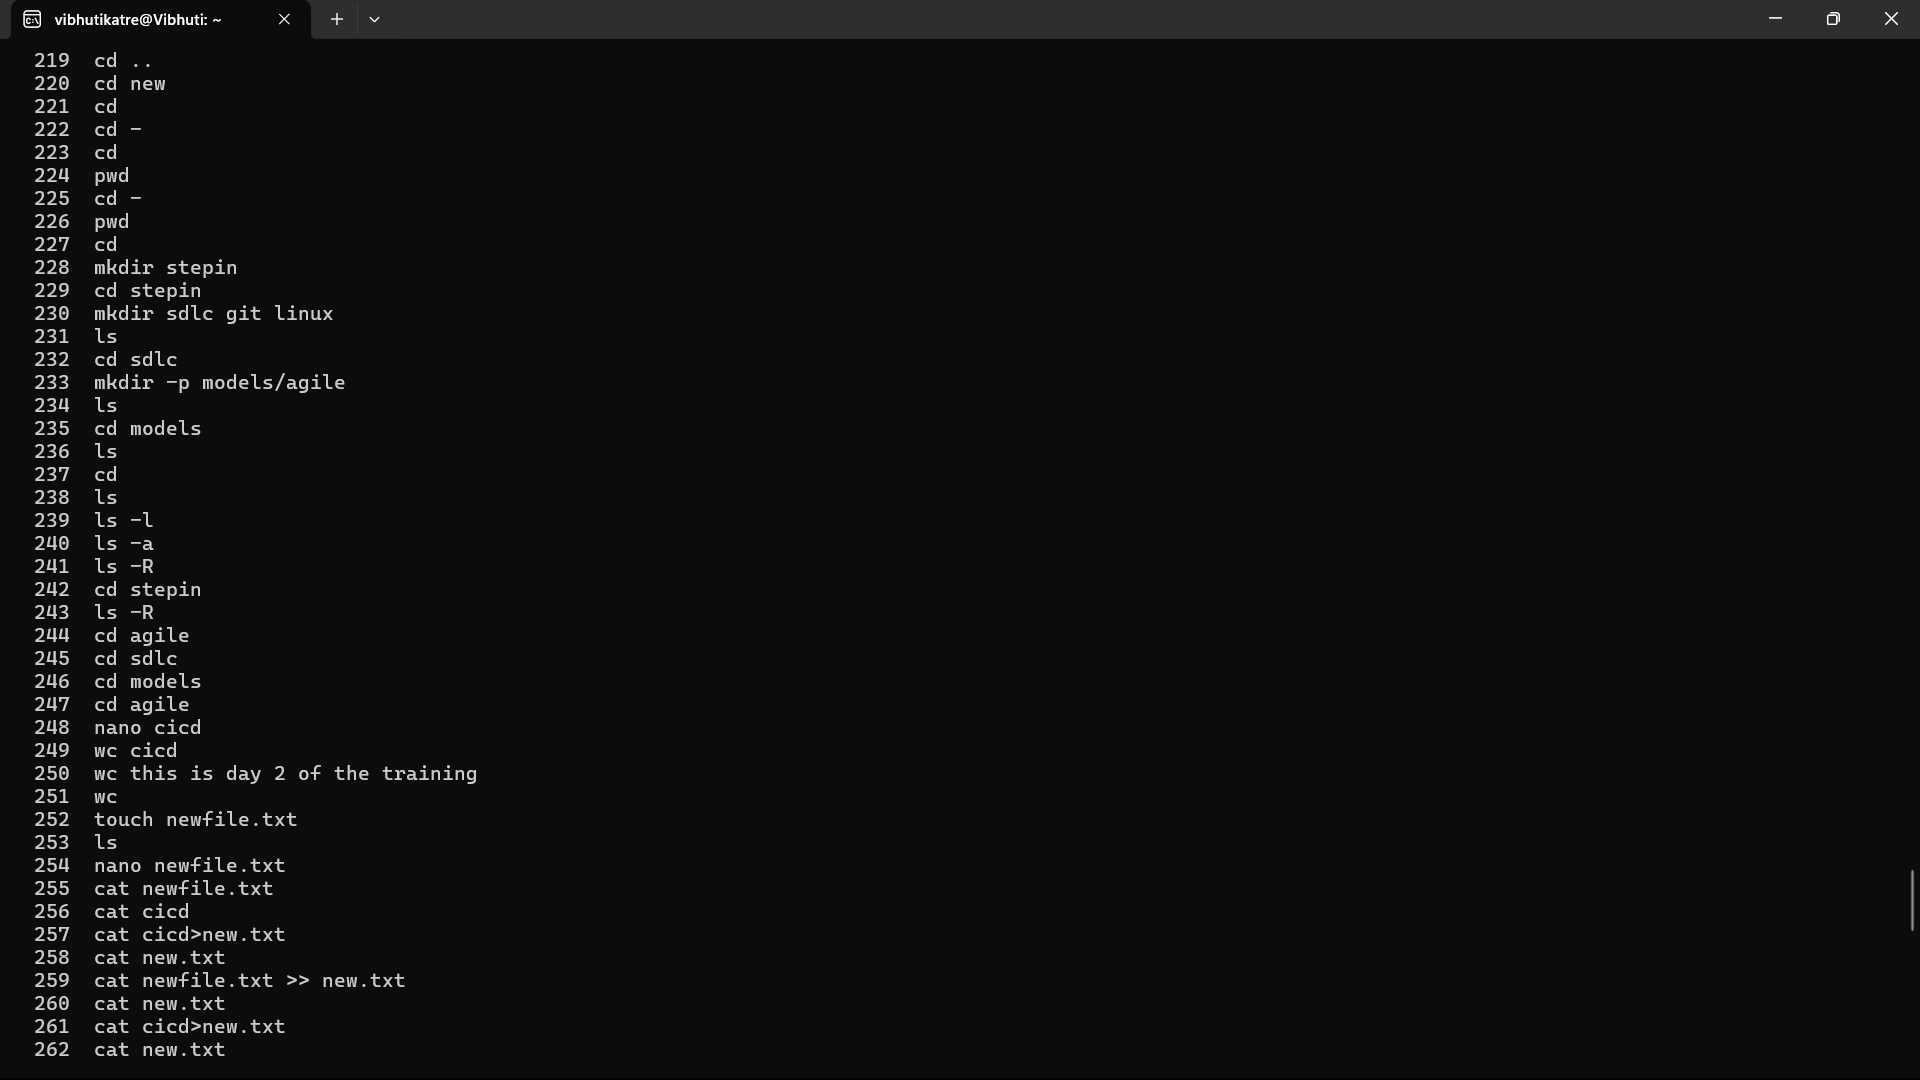 vibhutikatre@Vibhuti: ~
219 cd ..
220 cd new
221 cd
222 cd -
223 cd
224 pwd
225 cd -
226 pwd
227 cd
228 mkdir stepin
229 cd stepin
230 mkdir sdlc git linux
231 ls
232 cd sdlc
233 mkdir -p models/agile
234 ls
235 cd models
236 ls
237 cd
238 ls
239 ls -l
240 ls -a
241 ls -R
242 cd stepin
243 ls -R
244 cd agile
245 cd sdlc
246 cd models
247 cd agile
248 nano cicd
249 wc cicd
250 wc this is day 2 of the training
251 wc
252 touch newfile.txt
253 ls
254 nano newfile.txt
255 cat newfile.txt
256 cat cicd
257 cat cicd>new.txt
258 cat new.txt
259 cat newfile.txt >> new.txt
260 cat new.txt
261 cat cicd>new.txt
262 cat new.txt